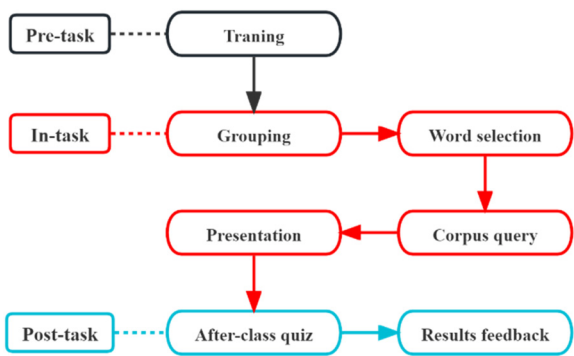 Pre-task
Traning
In-task
Grouping
Word selection
Presentation
Corpus query
Post-task
After-class quiz
Results feedback